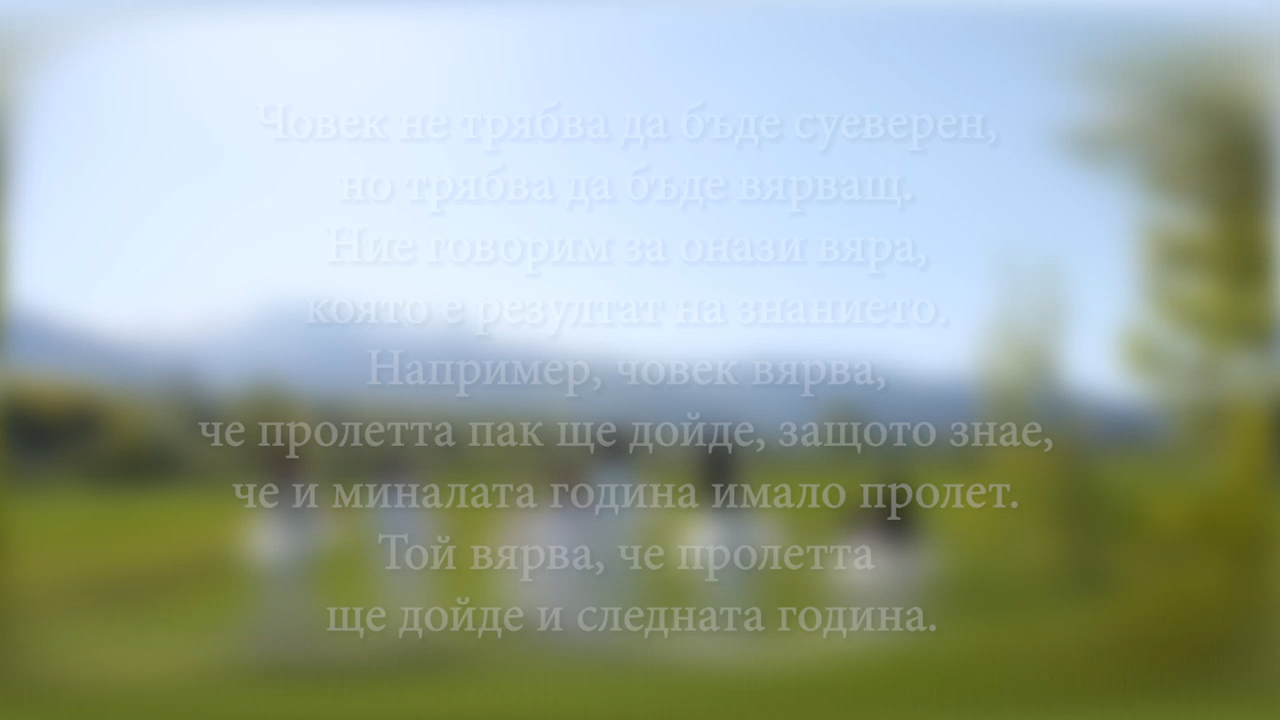 Човек не трябва да бъде суеверен,
но трябва да бъде вярващ.
Ние говорим за онази вяра,
която е резултат на знанието.
Например, човек вярва,
че пролетта пак ще дойде, защото знае,
че и миналата година имало пролет.
Той вярва, че пролетта
ще дойде и следната година.